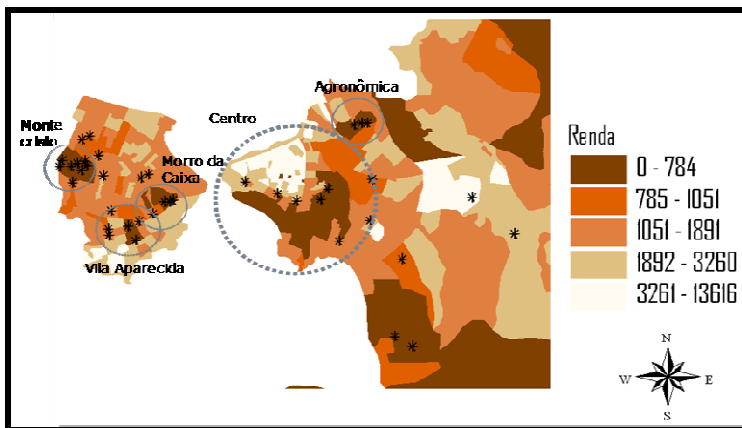 Agronômica
Centro
Monte
Morro da
Caixa
Vila Aparecida
Renda
0 - 784
785 - 1051
1051 - 1891
1892 - 3260
3261 - 13616
N
W E
S